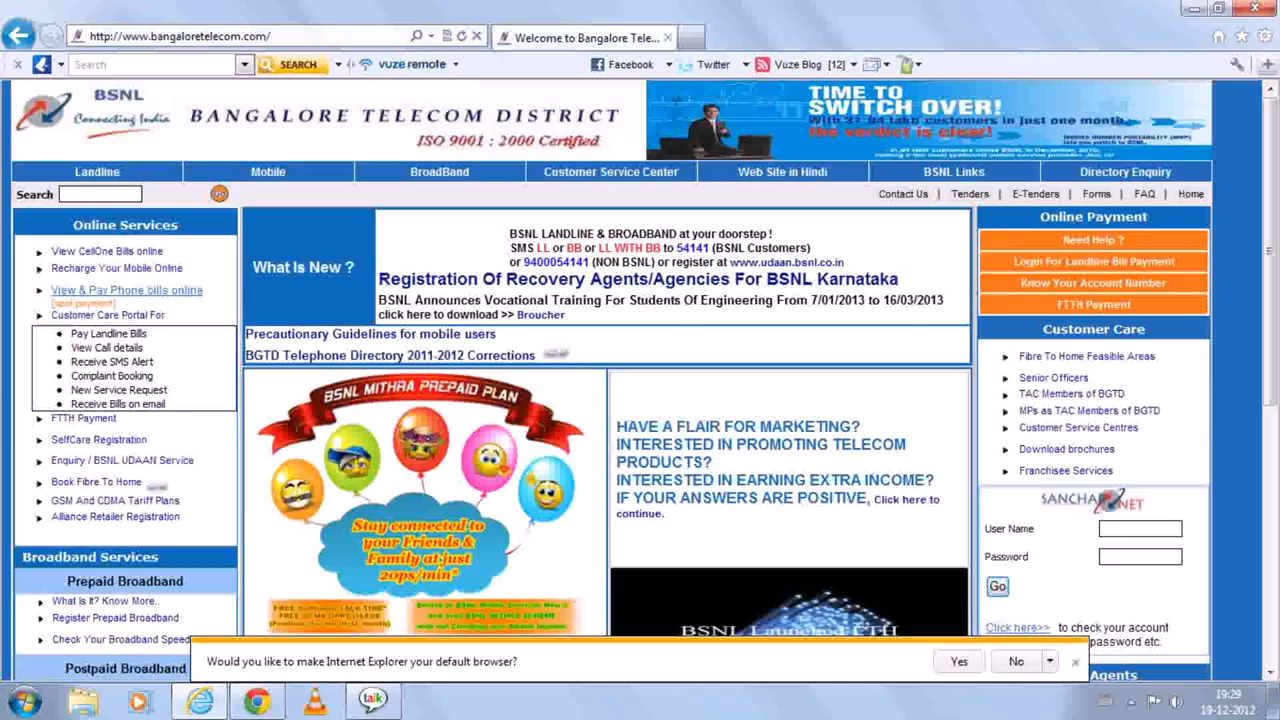 http://www.bangaloretelecom.com/
Welcome to Bangalore Tele...
Search
SEARCH
vuze remote
Facebook
Twitter
Vuze Blog [12]
BSNL
Connecting India
BANGALORE TELECOM DISTRICT
ISO 9001 : 2000 Certified
TIME TO
SWITCH OVER!
customers in just one month
the verdict is clear!
Landline
Mobile
BroadBand
Customer Service Center
Web Site in Hindi
BSNL Links
Directory Enquiry
Search
GO
Contact Us | Tenders | E-Tenders | Forms | FAQ | Home
Online Services
View CellOne Bills online
Recharge Your Mobile Online
View & Pay Phone bills online
[spot payment]
Customer Care Portal For
Pay Landline Bills
View Call details
Receive SMS Alert
Complaint Booking
New Service Request
Receive Bills on email
FTTH Payment
SelfCare Registration
Enquiry / BSNL UDAAN Service
Book Fibre To Home
GSM And CDMA Tariff Plans
Alliance Retailer Registration
Broadband Services
Prepaid Broadband
What is It? Know More..
Register Prepaid Broadband
Check Your Broadband Speed
Postpaid Broadband
What Is New ?
BSNL LANDLINE & BROADBAND at your doorstep !
SMS LL or BB or LL WITH BB to 54141 (BSNL Customers)
or 9400054141 (NON BSNL) or register at www.udaan.bsnl.co.in
Registration Of Recovery Agents/Agencies For BSNL Karnataka
BSNL Announces Vocational Training For Students Of Engineering From 7/01/2013 to 16/03/2013
click here to download >> Broucher
Precautionary Guidelines for mobile users
BGTD Telephone Directory 2011-2012 Corrections
BSNL MITHRA PREPAID PLAN
Stay connected to
your Friends &
Family at just
20ps/min*
HAVE A FLAIR FOR MARKETING?
INTERESTED IN PROMOTING TELECOM
PRODUCTS?
INTERESTED IN EARNING EXTRA INCOME?
IF YOUR ANSWERS ARE POSITIVE, Click here to
continue.
BSNL Launched FTTH
Online Payment
Need Help ?
Login For Landline Bill Payment
Know Your Account Number
FTTH Payment
Customer Care
Fibre To Home Feasible Areas
Senior Officers
TAC Members of BGTD
MPs as TAC Members of BGTD
Customer Service Centres
Download brochures
Franchisee Services
SANCHARNET
User Name
Password
Go
Click here>> to check your account
password etc.
Agents
Would you like to make Internet Explorer your default browser?
Yes
No
talk
19:29
19-12-2012